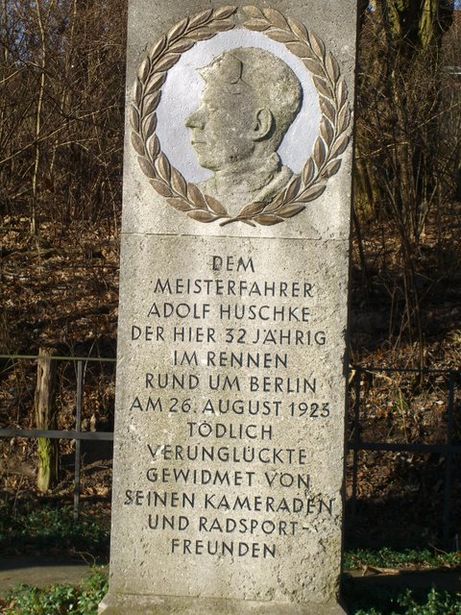 DEM
MEISTERFAHRER
ADOLF HUSCHKE
DER HIER 32 JÄHRIG
IM RENNEN
RUND UM BERLIN
AM 26. AUGUST 1923
TÖDLICH
VERUNGLÜCKTE
GEWIDMET VON
SEINEN KAMERADEN
UND RADSPORT-
FREUNDEN